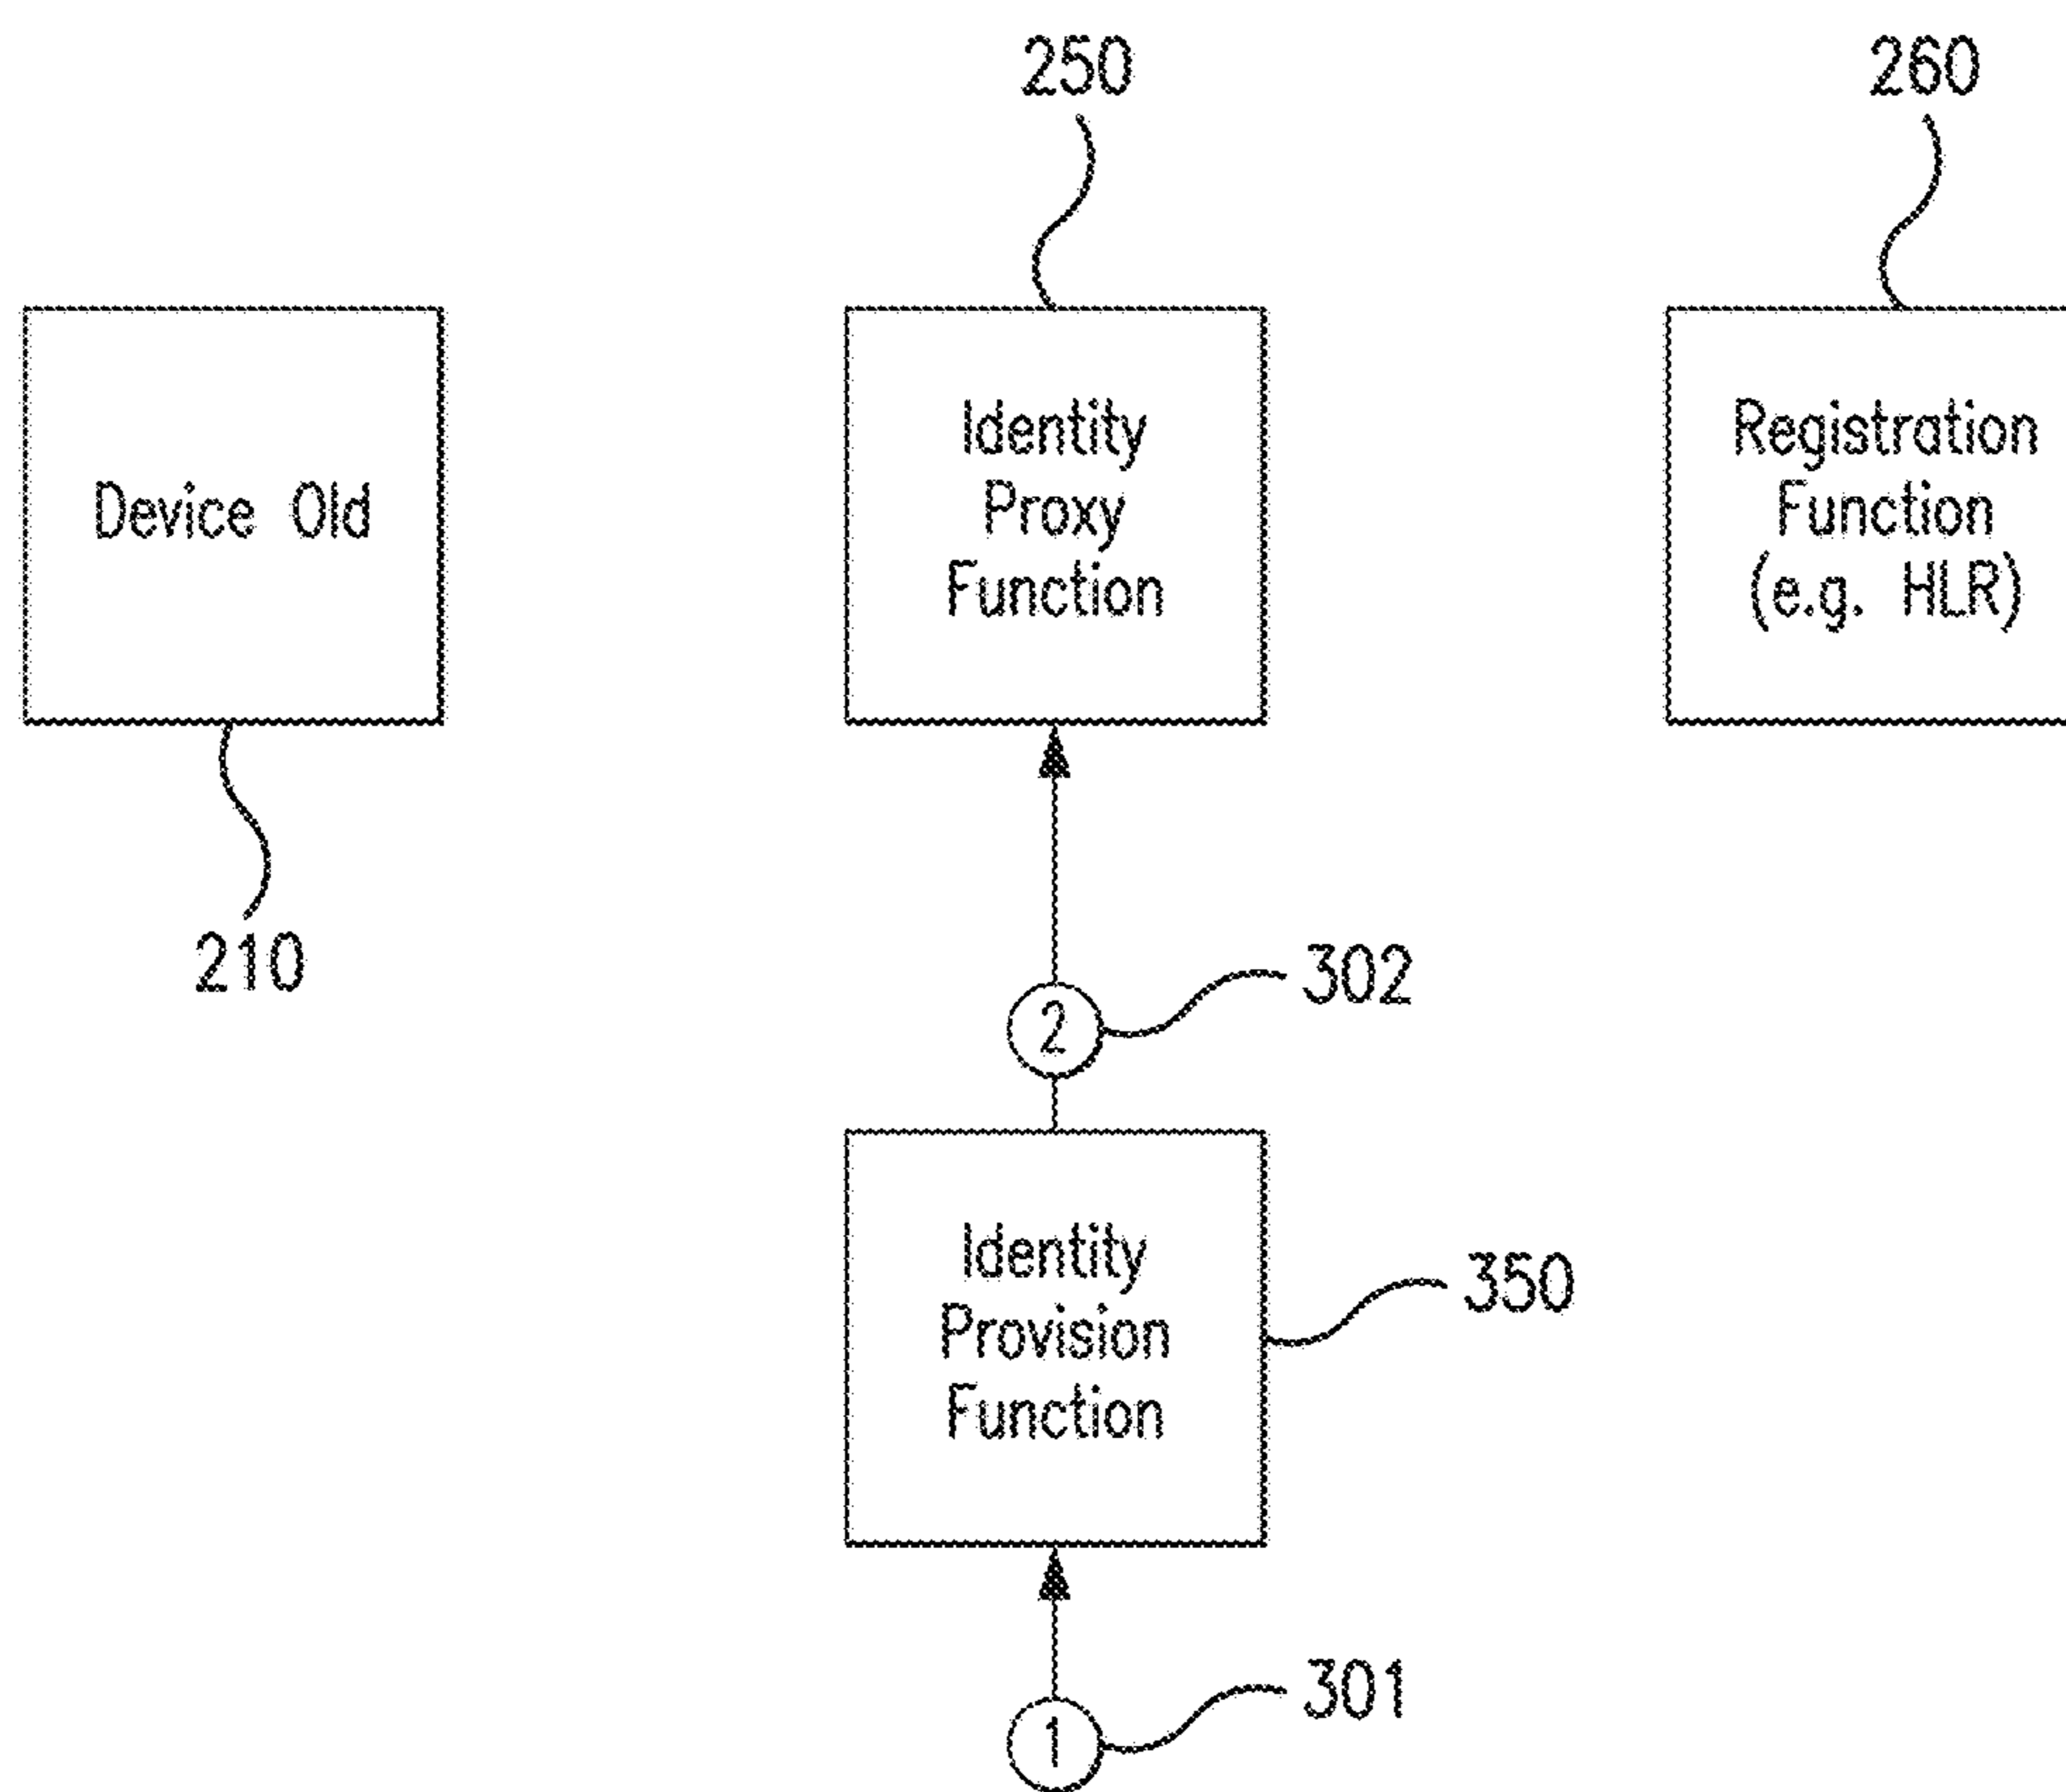 250
260
Device Old
Identity
Proxy
Function
Registration
Function
(e.g. HLR)
210
2
302
Identity
Provision
Function
350
1
301